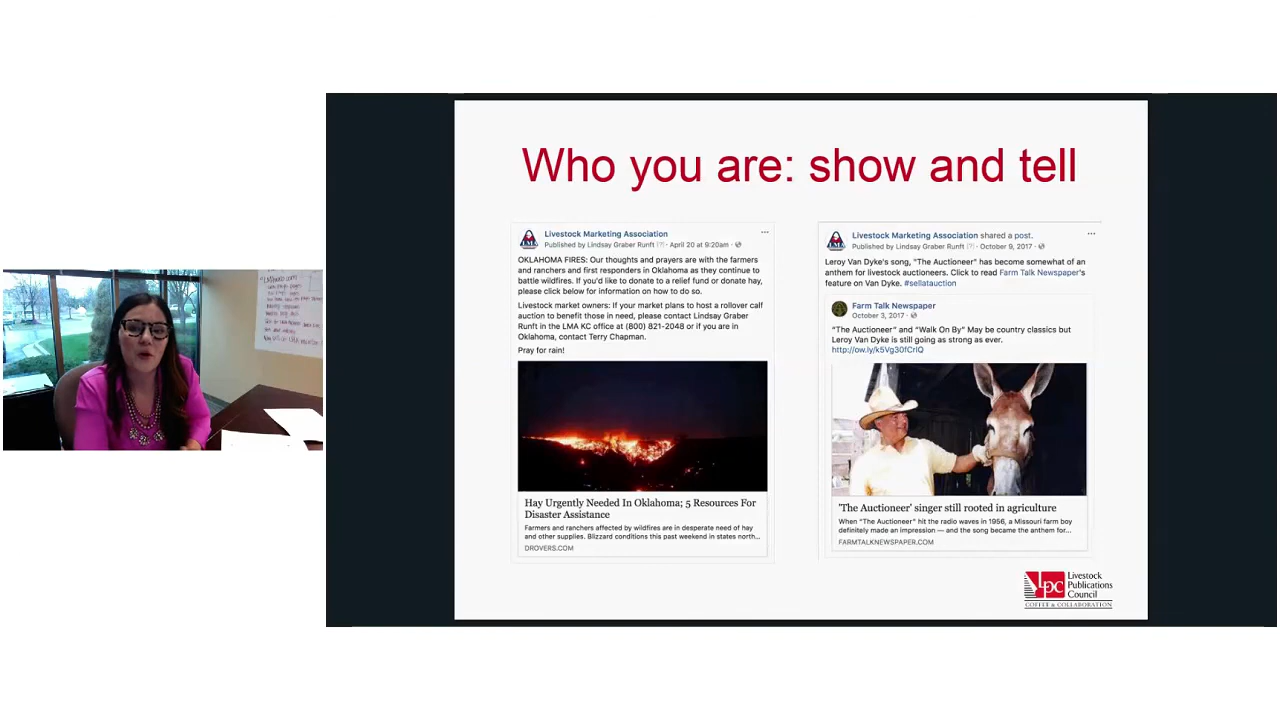 Who you are: show and tell
Livestock Marketing Association
Published by Lindsay Graber Runft [?] · April 20 at 9:20am ·
OKLAHOMA FIRES: Our thoughts and prayers are with the farmers
and ranchers and first responders in Oklahoma as they continue to
battle wildfires. If you'd like to donate to a relief fund or donate hay,
please click below for information on how to do so.
Livestock market owners: If your market plans to host a rollover calf
auction to benefit those in need, please contact Lindsay Graber
Runft in the LMA KC office at (800) 821-2048 or if you are in
Oklahoma, contact Terry Chapman.
Pray for rain!
Hay Urgently Needed In Oklahoma; 5 Resources For
Disaster Assistance
Farmers and ranchers affected by wildfires are in desperate need of hay
and other supplies. Blizzard conditions this past weekend in states north...
DROVERS.COM
Livestock Marketing Association shared a post.
Published by Lindsay Graber Runft [?] · October 9, 2017 ·
Leroy Van Dyke's song, "The Auctioneer" has become somewhat of an
anthem for livestock auctioneers. Click to read Farm Talk Newspaper's
feature on Van Dyke. #sellatauction
Farm Talk Newspaper
October 3, 2017 ·
"The Auctioneer" and "Walk On By" May be country classics but
Leroy Van Dyke is still going as strong as ever.
http://ow.ly/k5Vg30fCrlQ
'The Auctioneer' singer still rooted in agriculture
When "The Auctioneer" hit the radio waves in 1956, a Missouri farm boy
definitely made an impression — and the song became the anthem for...
FARMTALKNEWSPAPER.COM
LPC
Livestock
Publications
Council
COFFEE & COLLABORATION